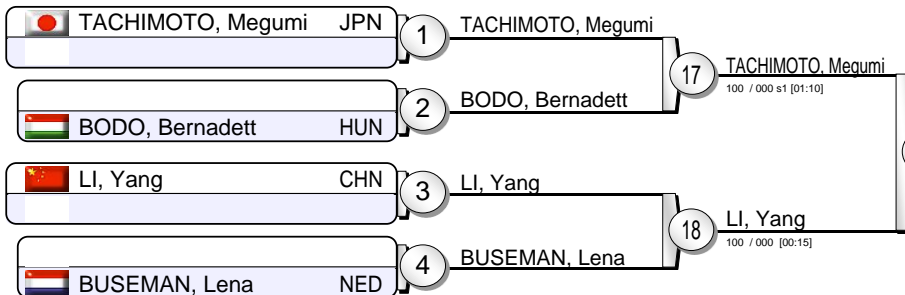 TACHIMOTO, Megumi JPN
1
TACHIMOTO, Megumi
17
TACHIMOTO, Megumi
100 / 000 s1 [01:10]
2
BODO, Bernadett
BODO, Bernadett HUN
LI, Yang CHN
3
LI, Yang
18
LI, Yang
100 / 000 [00:15]
4
BUSEMAN, Lena
BUSEMAN, Lena NED